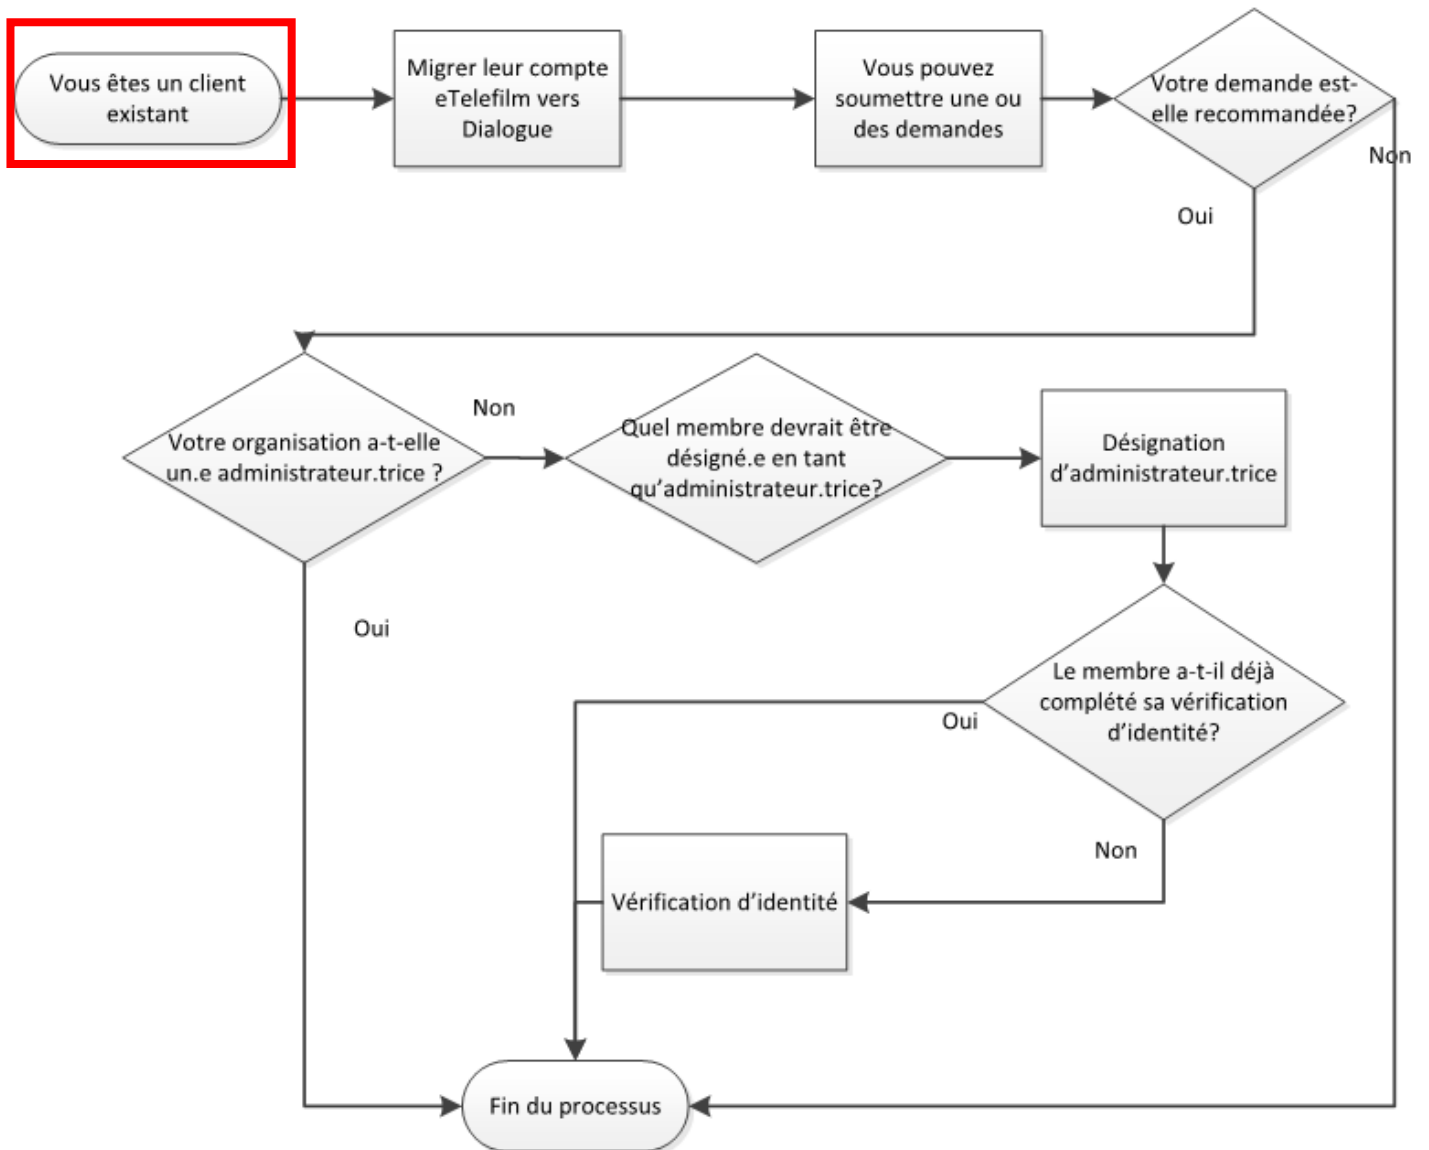 Vous êtes un client
existant
Migrer leur compte
eTelefilm vers
Dialogue
Vous pouvez
soumettre une ou
des demandes
Votre demande est-
elle recommandée?
Non
Oui
Votre organisation a-t-elle
un.e administrateur.trice ?
Non
Quel membre devrait être
désigné.e en tant
qu'administrateur.trice?
Désignation
d'administrateur.trice
Oui
Le membre a-t-il déjà
complété sa vérification
d'identité?
Oui
Non
Vérification d'identité
Fin du processus